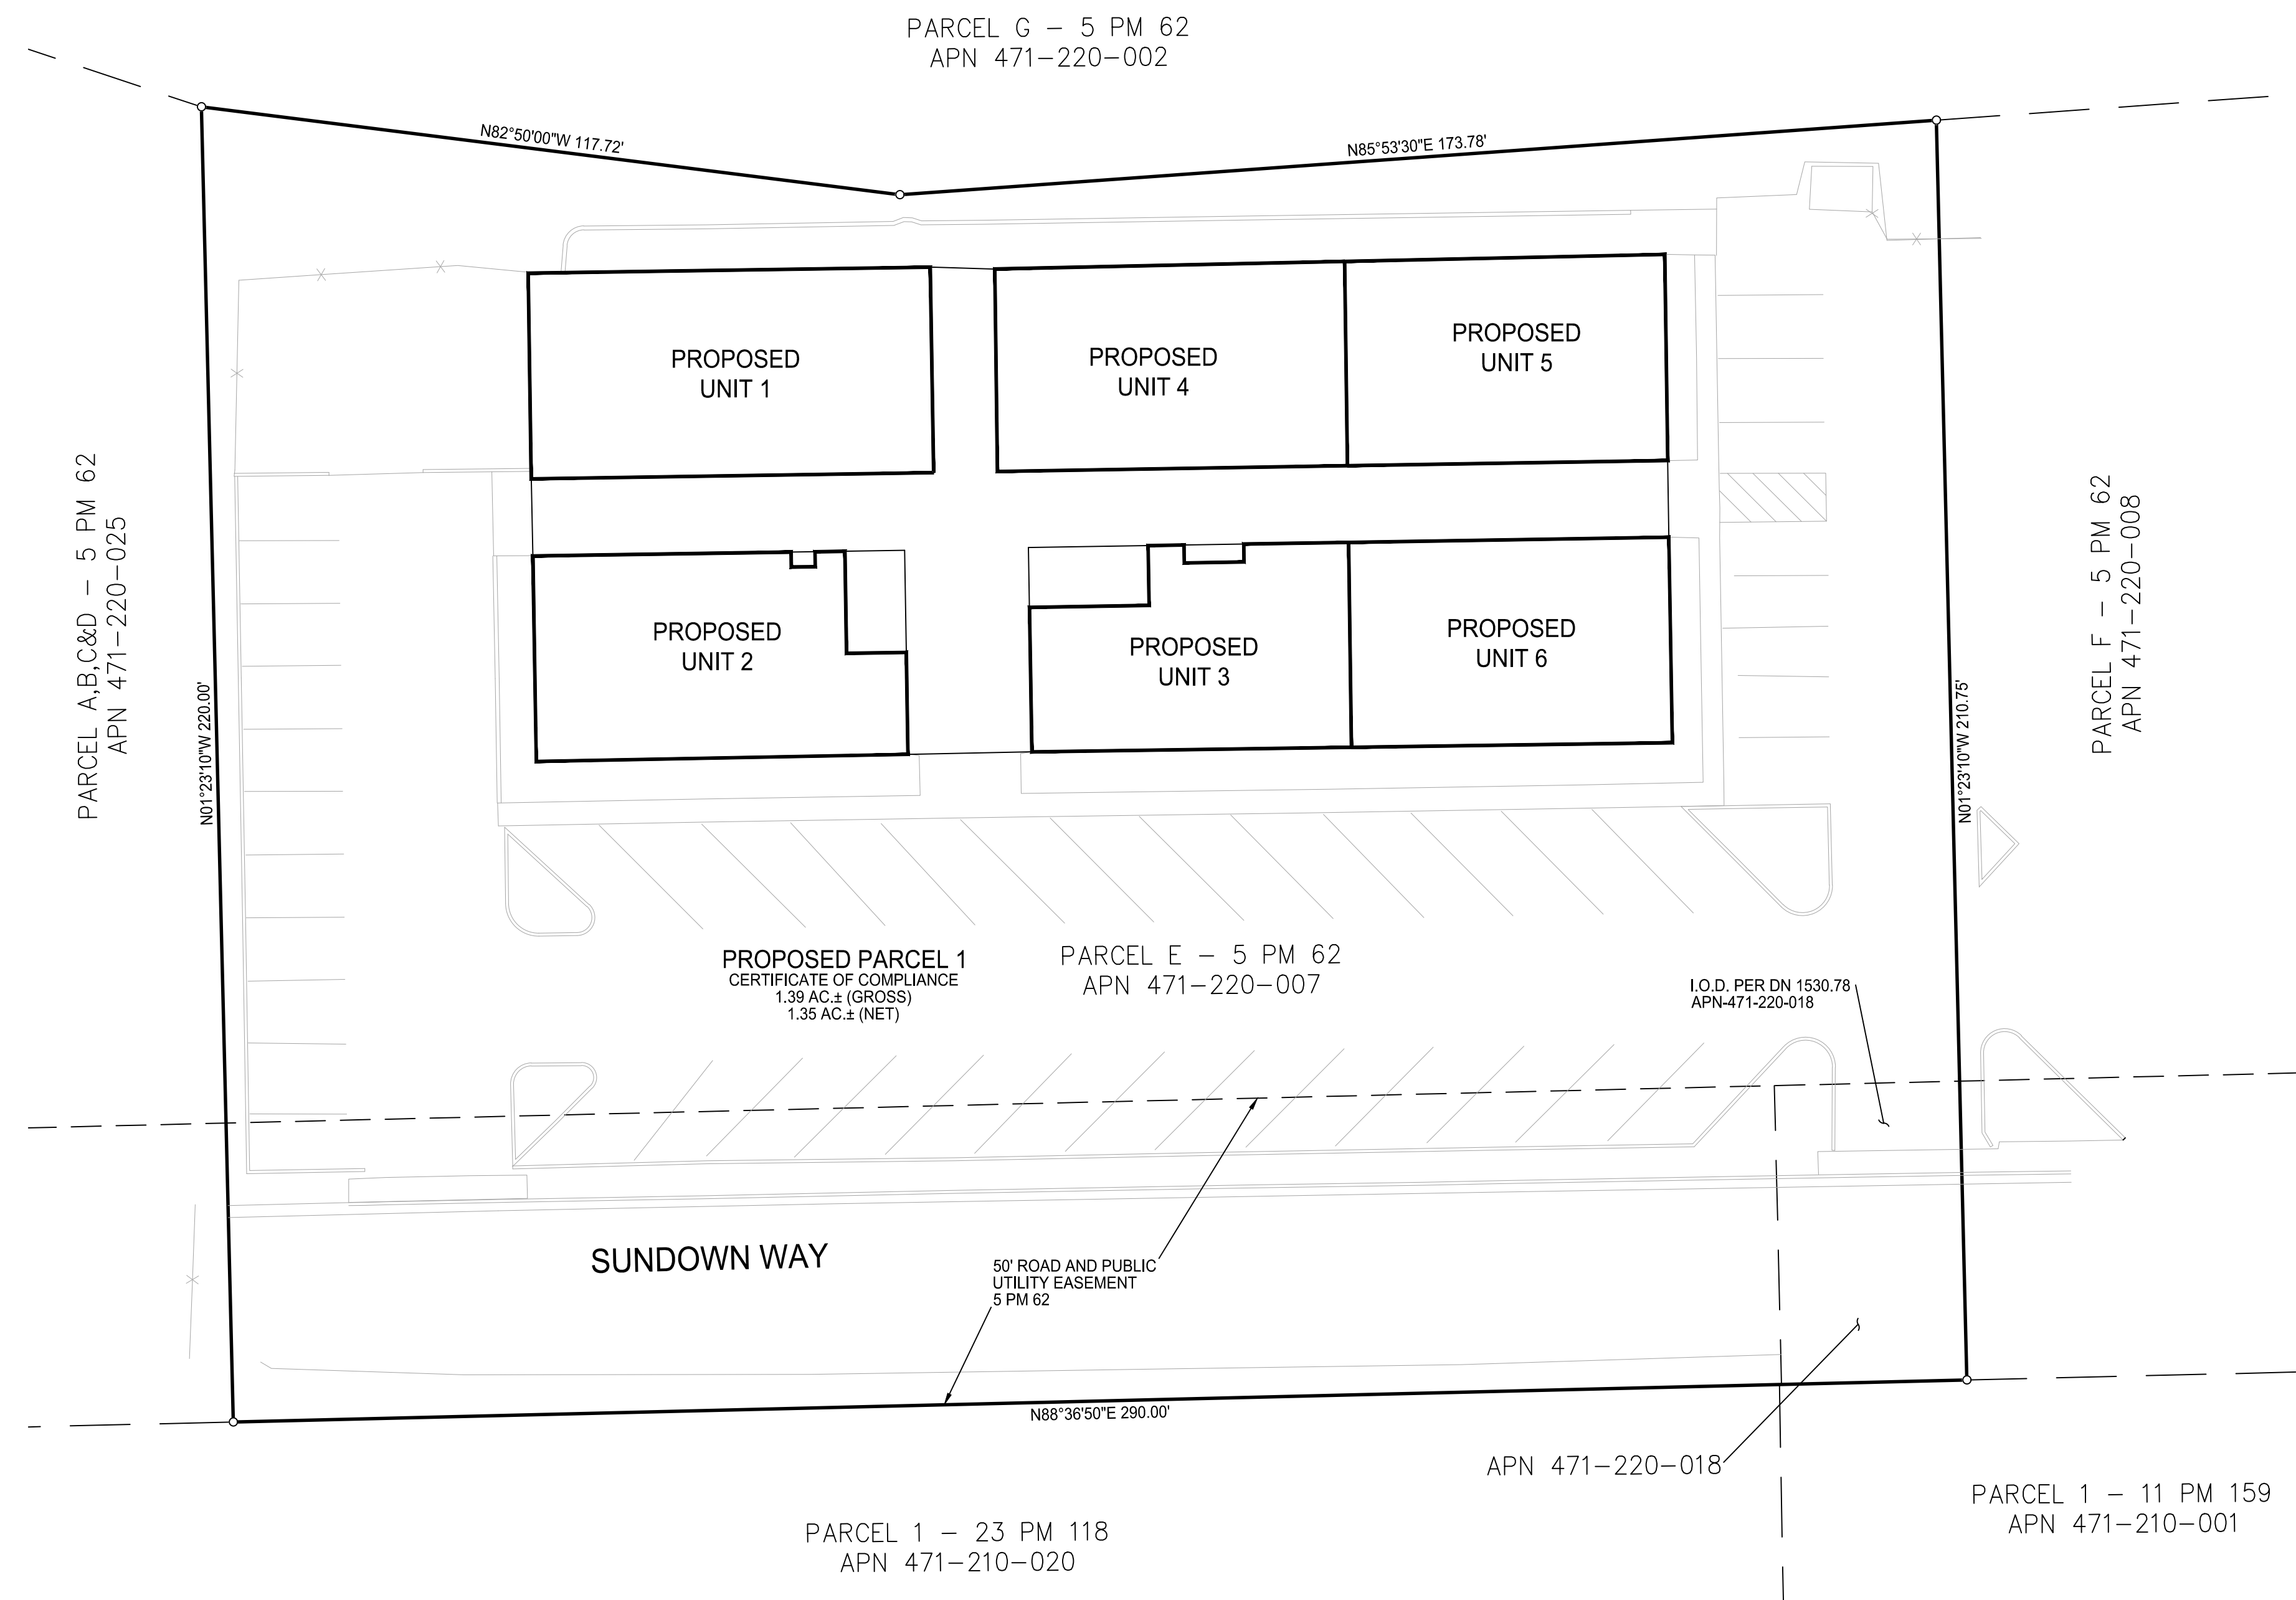 PARCEL G - 5 PM 62
APN 471-220-002
N82°50'00"W 117.72'
N85°53'30"E 173.78'
PROPOSED
UNIT 1
PROPOSED
UNIT 4
PROPOSED
UNIT 5
PARCEL A,B,C&D - 5 PM 62
APN 471-220-025
N01°23'10"W 220.00'
PROPOSED
UNIT 2
PROPOSED
UNIT 3
PROPOSED
UNIT 6
N01°23'10"W 210.75'
PARCEL F - 5 PM 62
APN 471-220-008
PROPOSED PARCEL 1
CERTIFICATE OF COMPLIANCE
1.39 AC.± (GROSS)
1.35 AC.± (NET)
PARCEL E - 5 PM 62
APN 471-220-007
I.O.D. PER DN 1530.78
APN-471-220-018
SUNDOWN WAY
50' ROAD AND PUBLIC
UTILITY EASEMENT
5 PM 62
N88°36'50"E 290.00'
APN 471-220-018
PARCEL 1 - 11 PM 159
APN 471-210-001
PARCEL 1 - 23 PM 118
APN 471-210-020